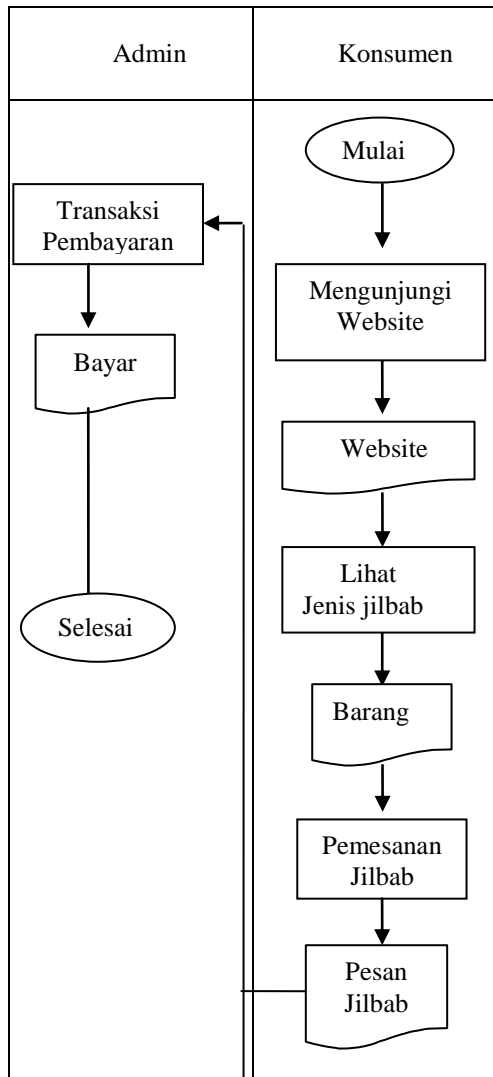 Admin
Konsumen
Mulai
Transaksi
Pembayaran
Mengunjungi
Website
Bayar
Website
Lihat
Jenis jilbab
Selesai
Barang
Pemesanan
Jilbab
Pesan
Jilbab